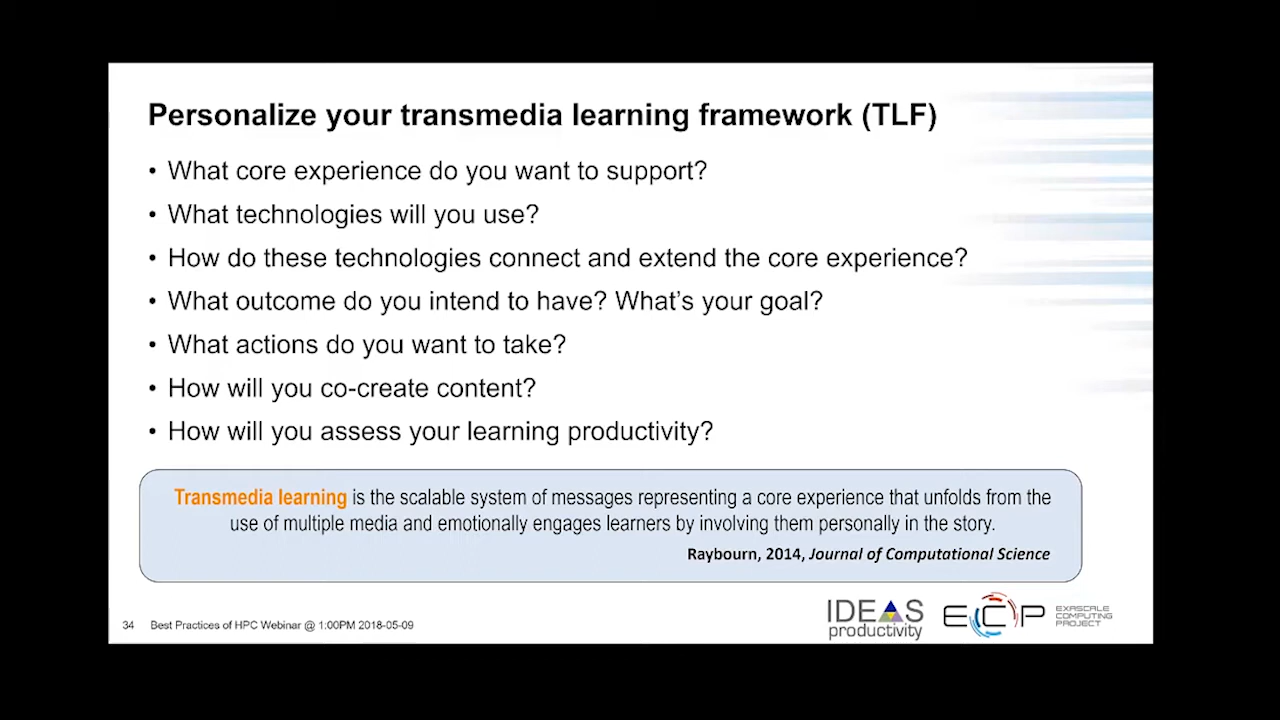 Personalize your transmedia learning framework (TLF)
• What core experience do you want to support?
• What technologies will you use?
• How do these technologies connect and extend the core experience?
• What outcome do you intend to have? What's your goal?
• What actions do you want to take?
• How will you co-create content?
• How will you assess your learning productivity?
Transmedia learning is the scalable system of messages representing a core experience that unfolds from the
use of multiple media and emotionally engages learners by involving them personally in the story.
Raybourn, 2014, Journal of Computational Science
34 Best Practices of HPC Webinar @ 1:00PM 2018-05-09
IDEAS
productivity
ECP
EXASCALE
COMPUTING
PROJECT